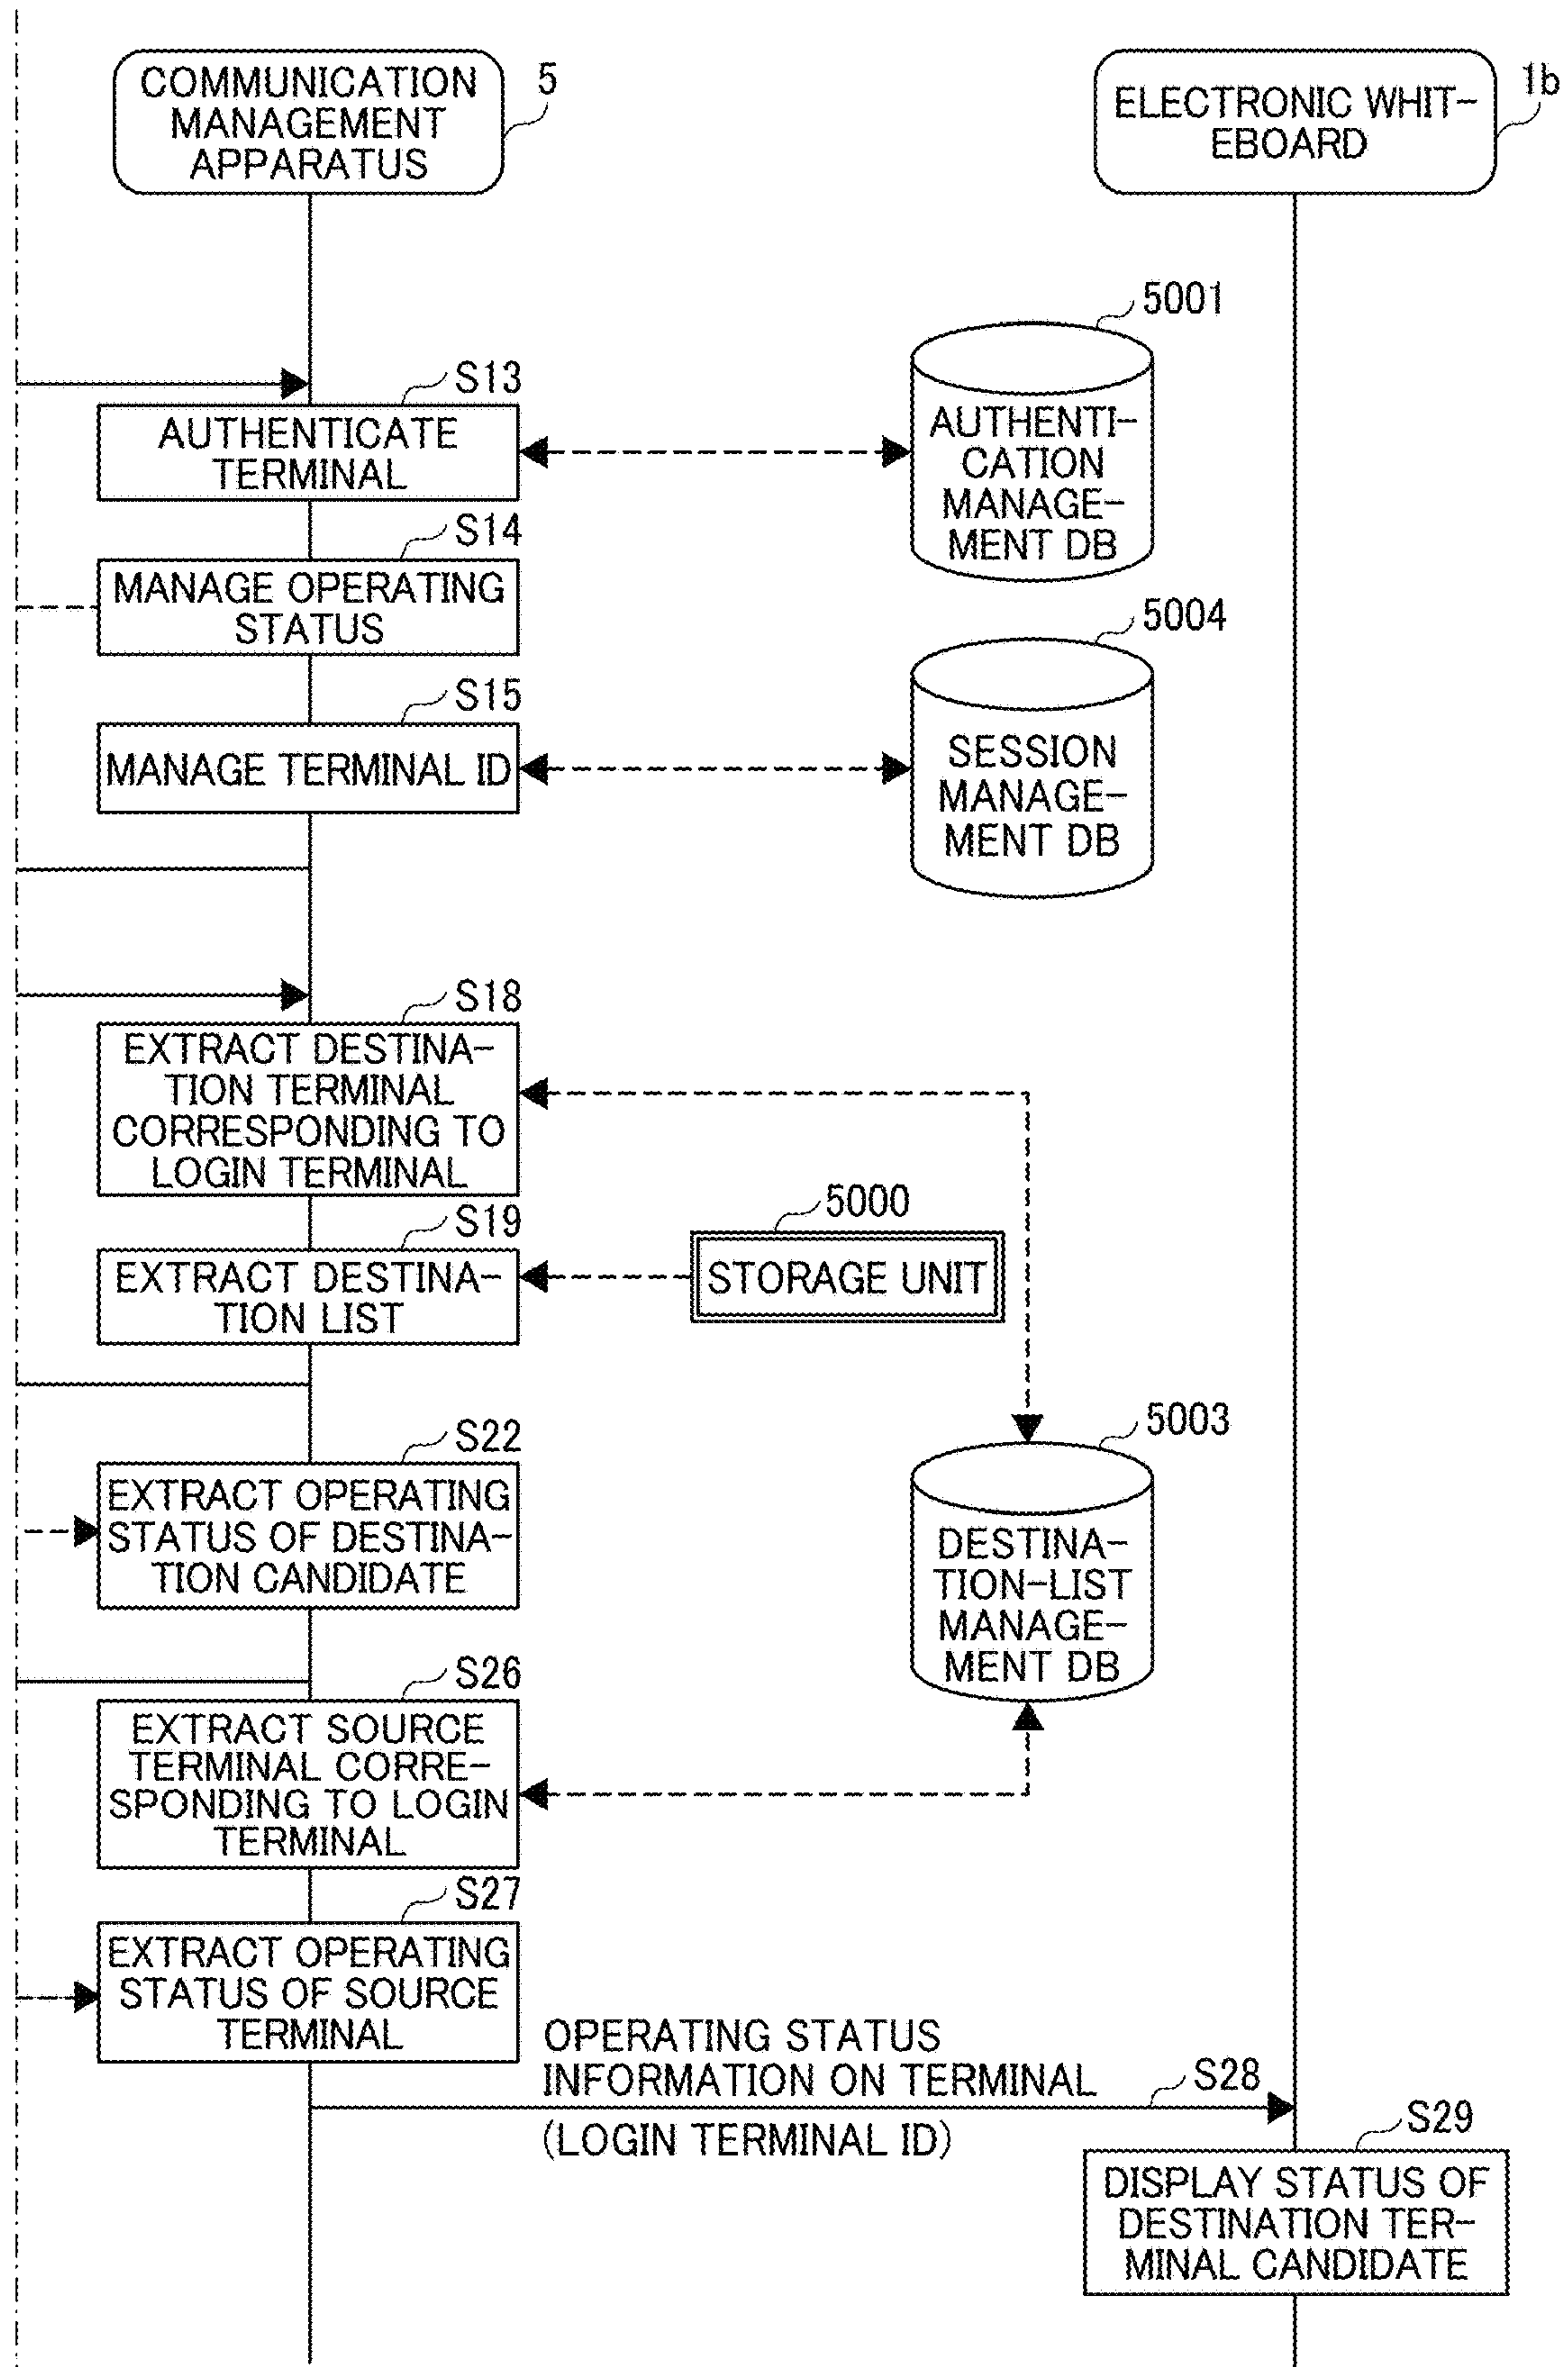 COMMUNICATION
MANAGEMENT
APPARATUS
5
ELECTRONIC WHIT-
EBOARD
1b
5001
S13
AUTHENTICATE
TERMINAL
AUTHENTI-
CATION
MANAGE-
MENT DB
S14
MANAGE OPERATING
STATUS
5004
S15
MANAGE TERMINAL ID
SESSION
MANAGE-
MENT DB
S18
EXTRACT DESTINA-
TION TERMINAL
CORRESPONDING TO
LOGIN TERMINAL
5000
STORAGE UNIT
S19
EXTRACT DESTINA-
TION LIST
5003
S22
EXTRACT OPERATING
STATUS OF DESTINA-
TION CANDIDATE
DESTINA-
TION-LIST
MANAGE-
MENT DB
S26
EXTRACT SOURCE
TERMINAL CORRE-
SPONDING TO LOGIN
TERMINAL
S27
EXTRACT OPERATING
STATUS OF SOURCE
TERMINAL
OPERATING STATUS
INFORMATION ON TERMINAL
S28
(LOGIN TERMINAL ID)
S29
DISPLAY STATUS OF
DESTINATION TER-
MINAL CANDIDATE